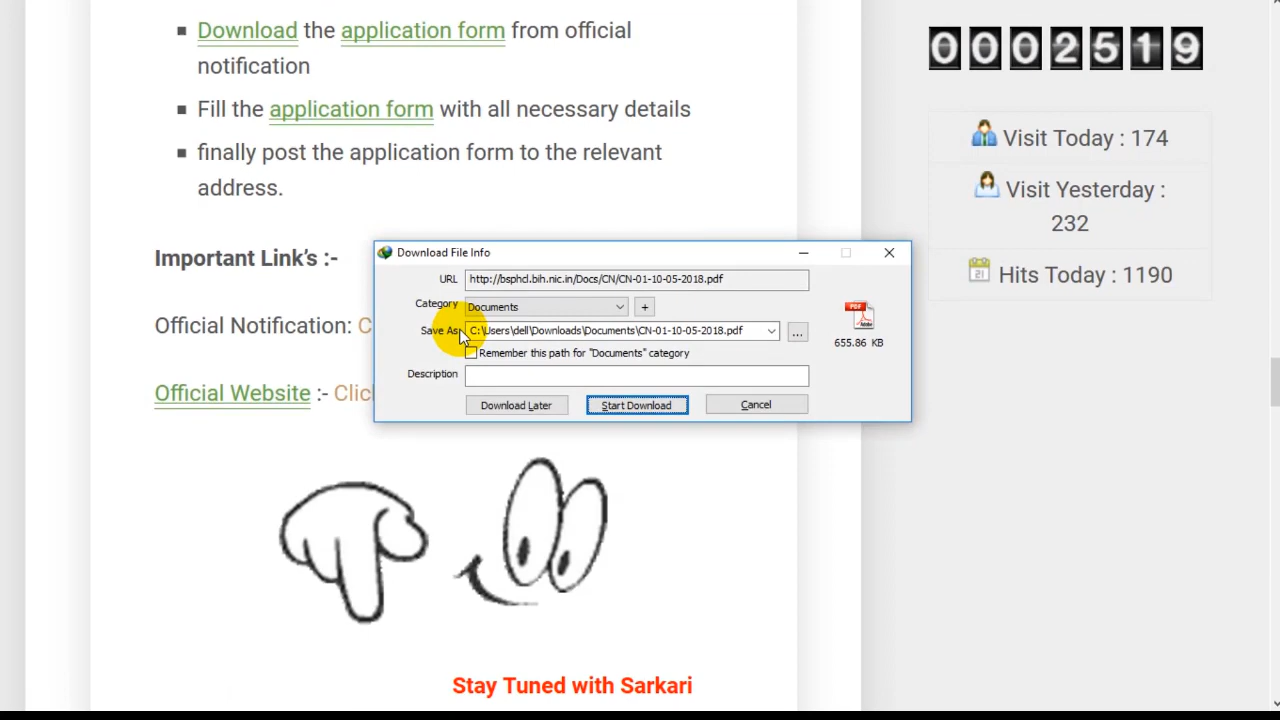 Download the application form from official
notification
Fill the application form with all necessary details
finally post the application form to the relevant
address.
Important Link's :-
Official Notification: C
Official Website :- Clic
Stay Tuned with Sarkari
Download File Info
URL http://bsphcl.bih.nic.in/Docs/CN/CN-01-10-05-2018.pdf
Category Documents +
Save As C:\Users\dell\Downloads\Documents\CN-01-10-05-2018.pdf ...
Remember this path for "Documents" category
Description
Download Later Start Download Cancel
PDF
Adobe
655.86 KB
0002519
Visit Today : 174
Visit Yesterday :
232
21 Hits Today : 1190